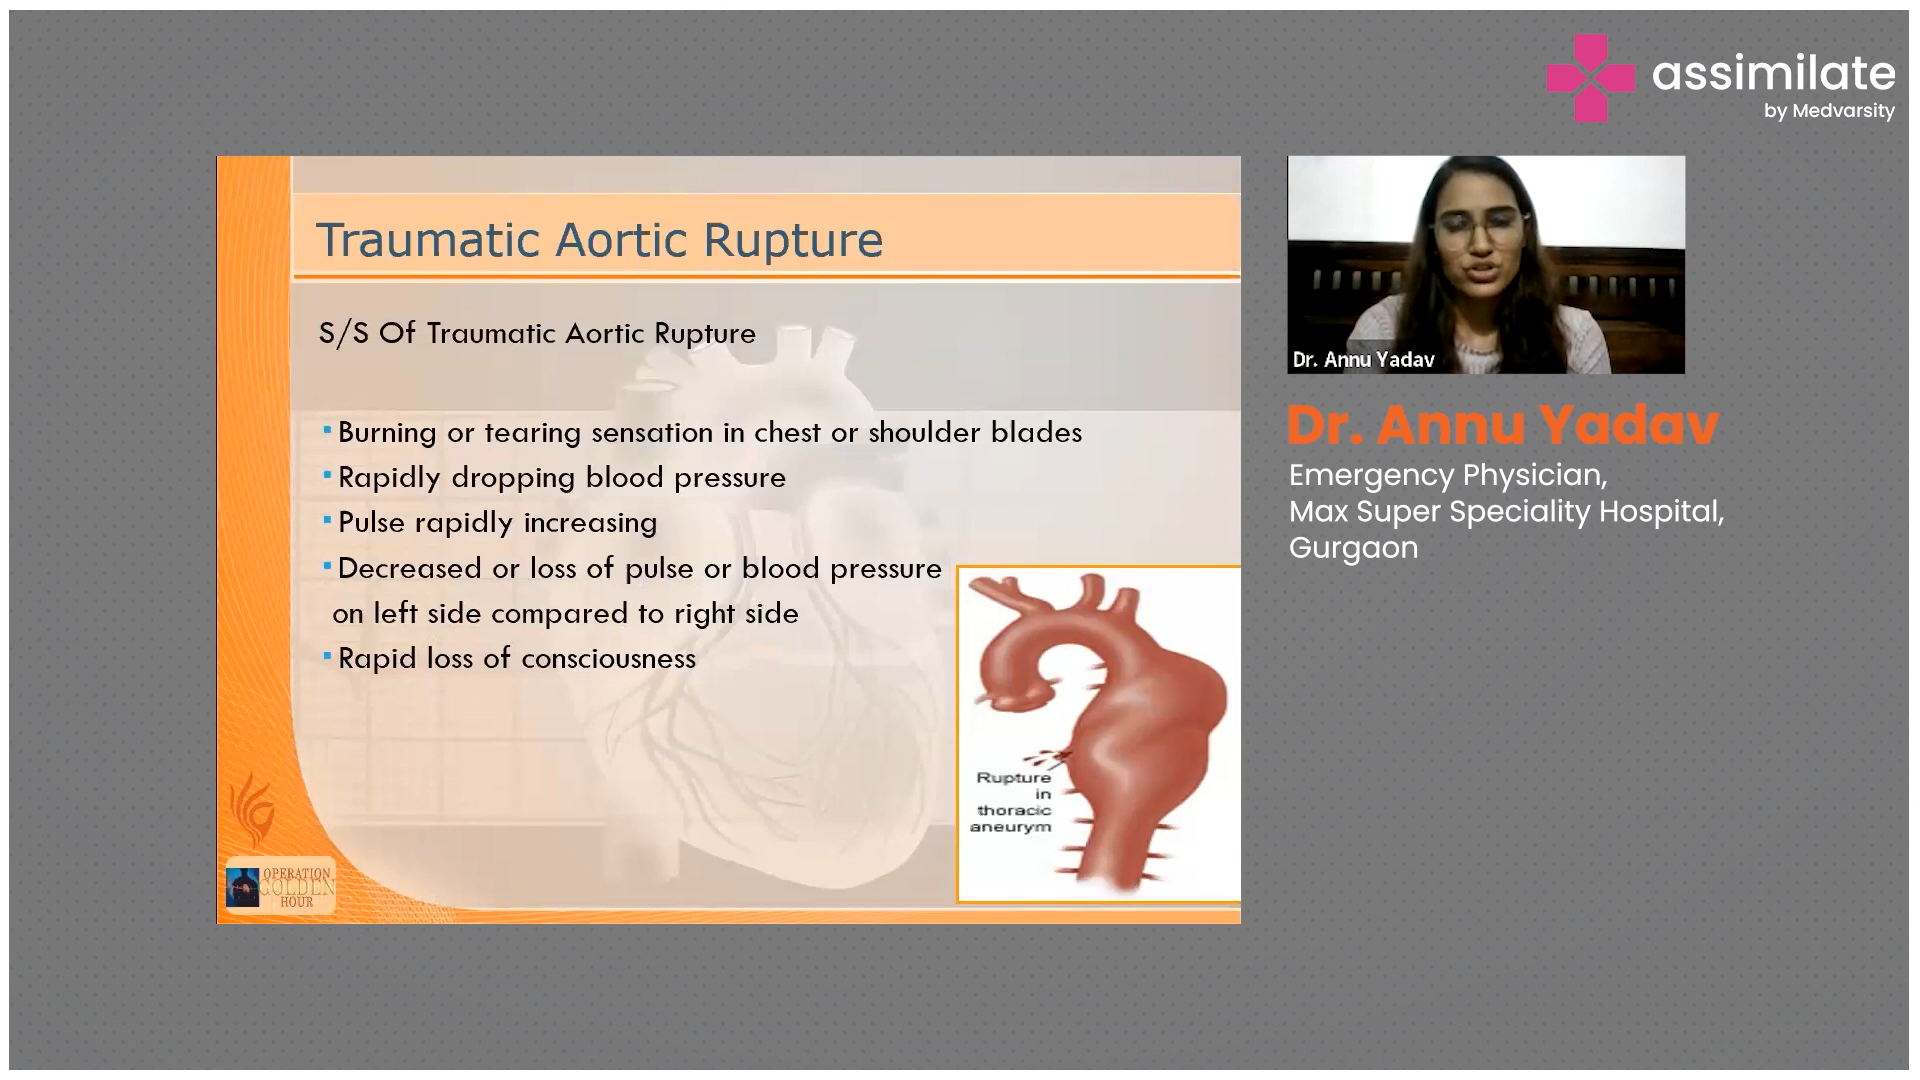 assimilate
by Medvarsity
Traumatic Aortic Rupture
S/S Of Traumatic Aortic Rupture
▪Burning or tearing sensation in chest or shoulder blades
▪Rapidly dropping blood pressure
▪Pulse rapidly increasing
▪Decreased or loss of pulse or blood pressure
on left side compared to right side
▪Rapid loss of consciousness
Rupture
in
thoracic
aneurym
OPERATION
GOLDEN
HOUR
Dr. Annu Yadav
Dr. Annu Yadav
Emergency Physician,
Max Super Speciality Hospital,
Gurgaon